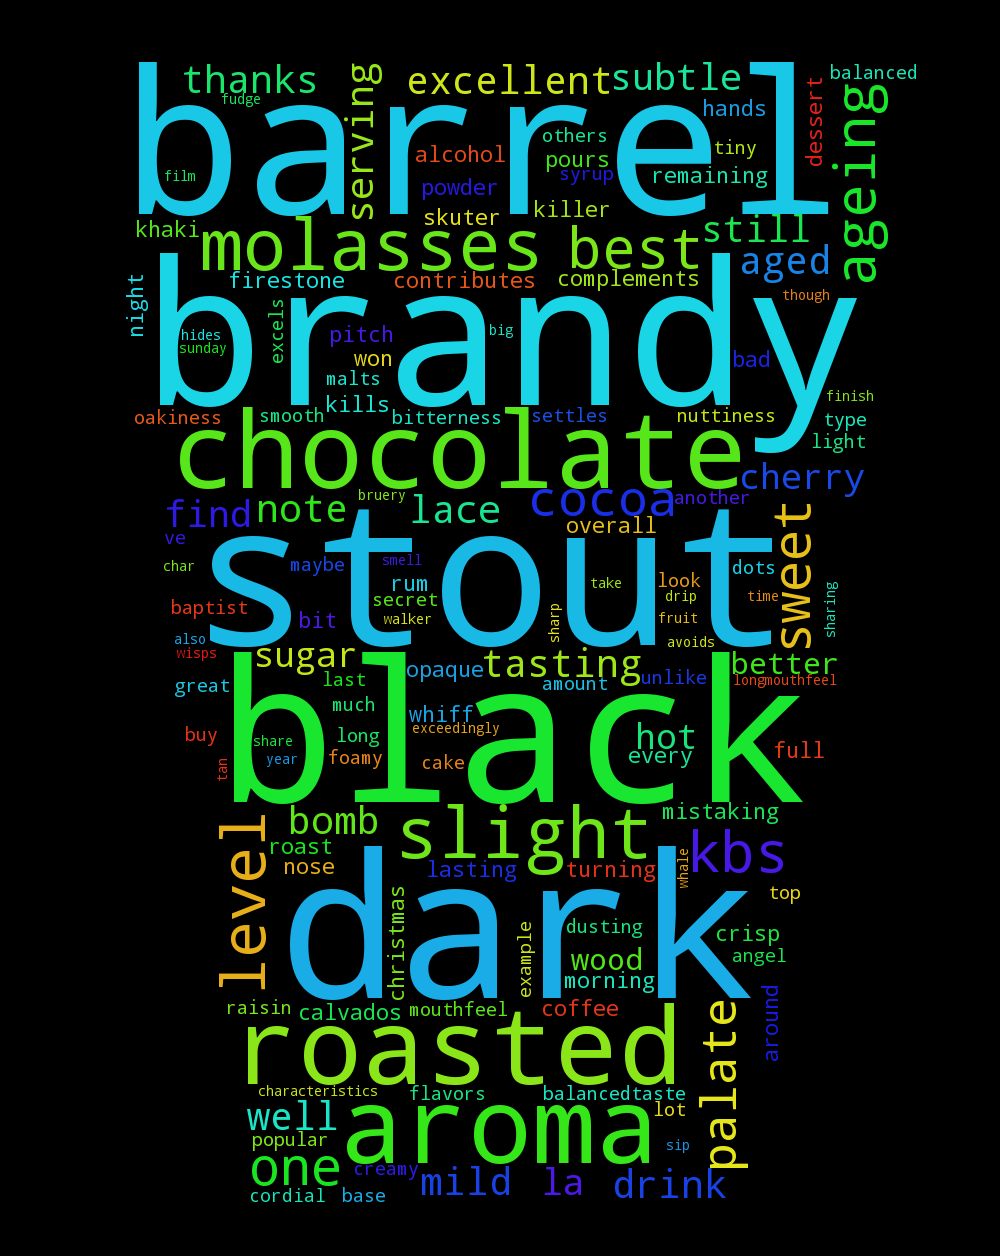 barrel
thanks
fudge
serving
excellent
subtle
balanced
hands
dessert
ageing
others
tiny
alcohol
pours
syrup
remaining
film
powder
skuter
killer
khaki
molasses
best
still
aged
brandy
night
firestone
contributes
complements
though
excels
hides
sunday
pitch
big
won
bad
malts
kills
finish
oakiness
smooth
bitterness
settles
nuttiness
type
light
chocolate
cherry
bruery
cocoa
another
find
note
lace
overall
sweet
stout
ve
char
maybe
smell
dots
rum
take
look
drip
time
sharing
baptist
secret
walker
sharp
fruit
bit
also
wisps
avoids
sugar
opaque
tasting
better
great
last
amount
unlike
longmouthfeel
black
much
whiff
buy
share
long
exceedingly
hot
every
full
year
foamy
cake
tan
bomb
slight
mistaking
level
roast
kbs
nose
lasting
turning
whale
dark
top
christmas
example
dusting
crisp
wood
angel
morning
raisin
calvados
mouthfeel
coffee
palate
around
roasted
characteristics
flavors
balancedtaste
well
aroma
lot
popular
sip
one
creamy
mild
la
drink
cordial
base